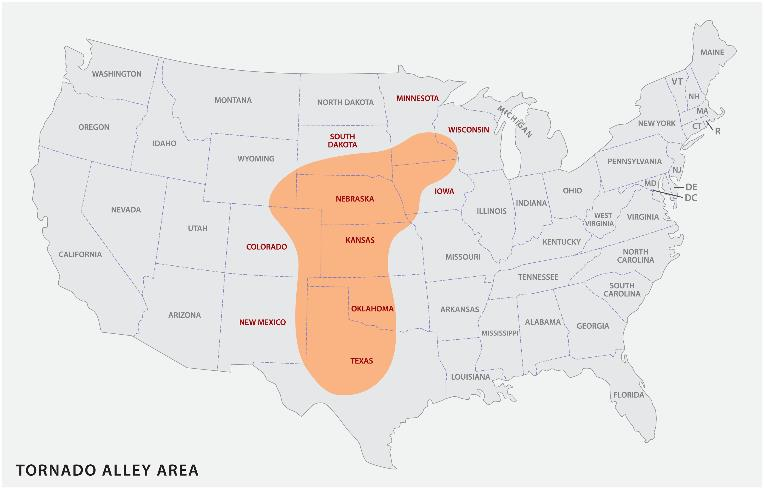 MAINE
WASHINGTON
VT
MONTANA
NORTH DAKOTA
MINNESOTA
NH
MA
OREGON
MICHIGAN
NEW YORK
CT
R
WISCONSIN
SOUTH
DAKOTA
IDAHO
WYOMING
PENNSYLVANIA
NJ
MD
DE
DC
NEBRASKA
IOWA
OHIO
NEVADA
ILLINOIS
INDIANA
WEST
VIRGINIA
VIRGINIA
UTAH
COLORADO
KANSAS
KENTUCKY
CALIFORNIA
MISSOURI
NORTH
CAROLINA
TENNESSEE
SOUTH
CAROLINA
ARIZONA
NEW MEXICO
OKLAHOMA
ARKANSAS
MISSISSIPPI
ALABAMA
GEORGIA
TEXAS
LOUISIANA
FLORIDA
TORNADO ALLEY AREA